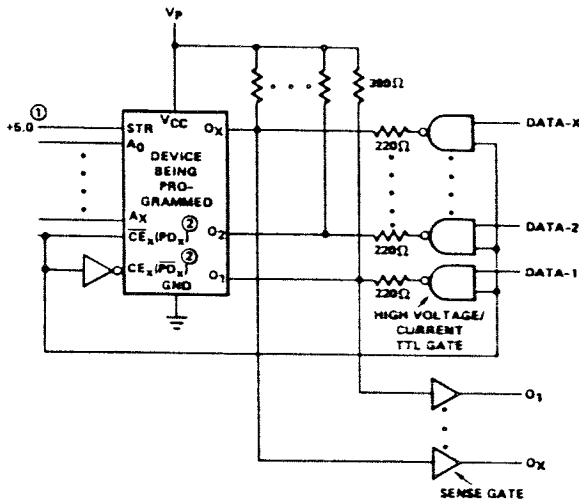 VP
①
+5.0
STR
VCC
OX
390Ω
220Ω
DATA-X
A0
DEVICE
BEING
PRO-
GRAMMED
AX
CEX(PDX) ②
O2
220Ω
DATA-2
CEX(PDX) ②
O1
220Ω
DATA-1
GND
HIGH VOLTAGE/
CURRENT
TTL GATE
O1
OX
SENSE GATE